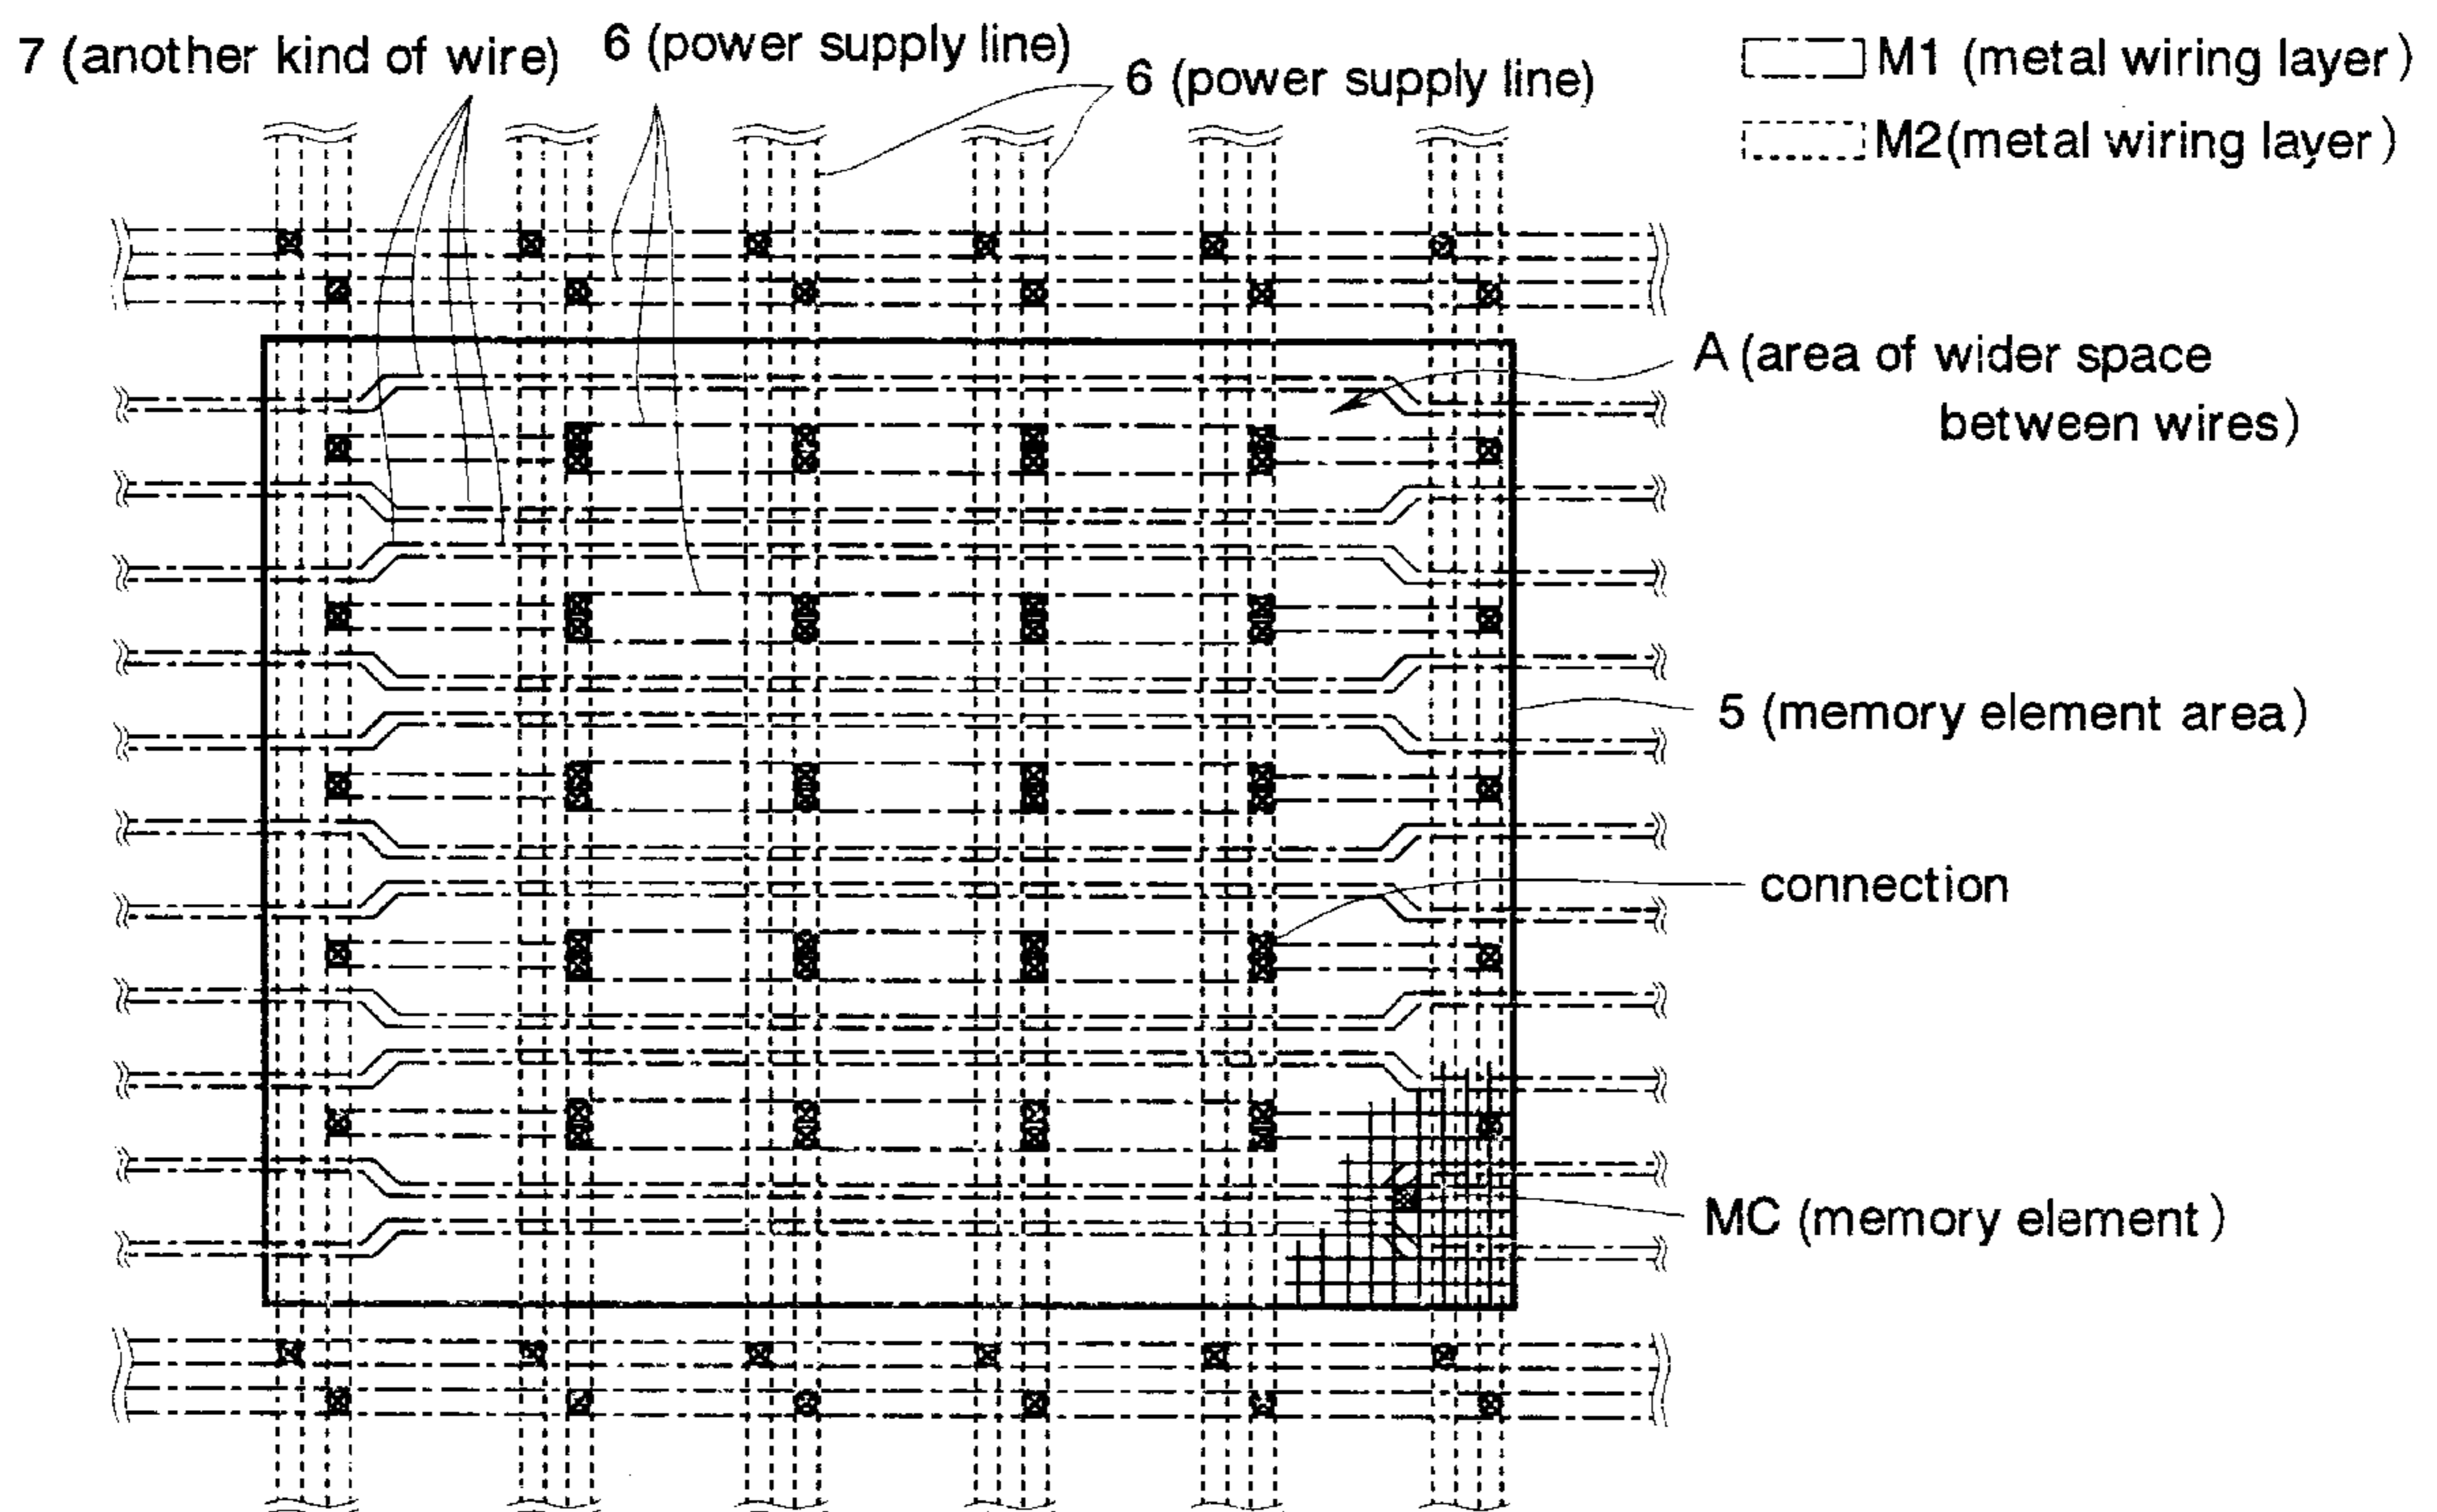 7 (another kind of wire)
6 (power supply line)
6 (power supply line)
M1 (metal wiring layer)
M2(metal wiring layer)
A (area of wider space
between wires)
5 (memory element area)
connection
MC (memory element)